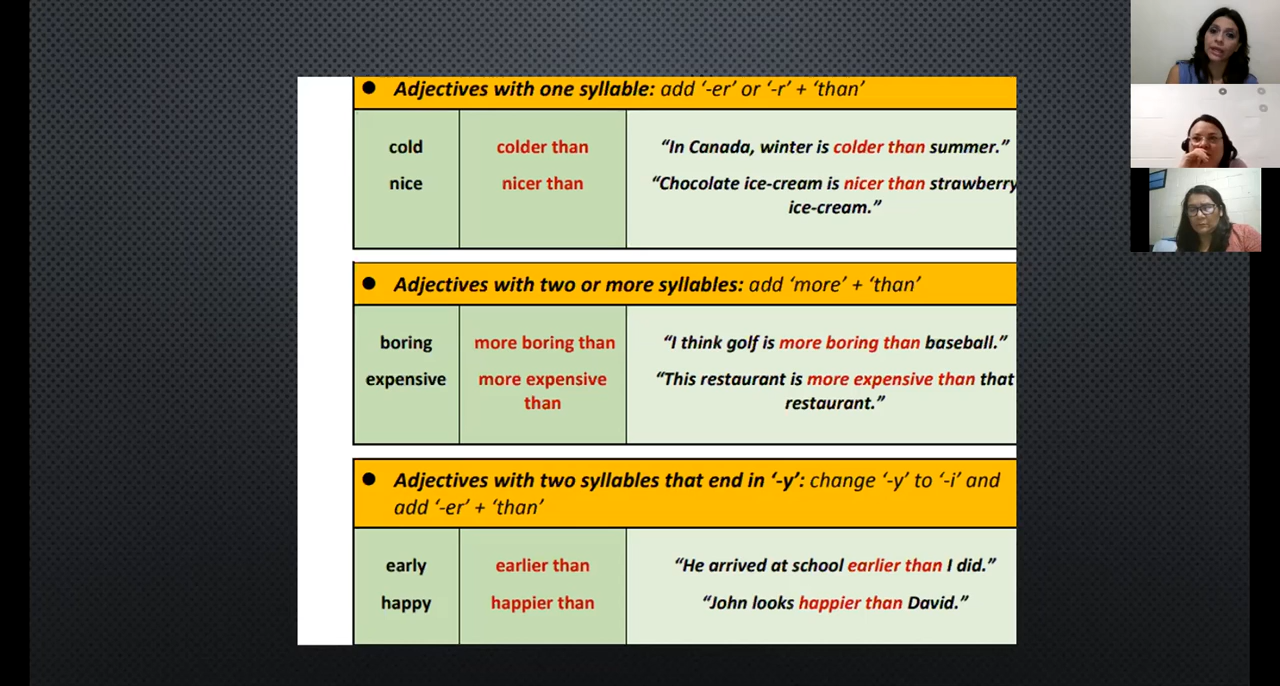 ● Adjectives with one syllable: add ‘-er’ or ‘-r’ + ‘than’
cold colder than “In Canada, winter is colder than summer.”
nice nicer than “Chocolate ice-cream is nicer than strawberry
ice-cream.”
● Adjectives with two or more syllables: add ‘more’ + ‘than’
boring more boring than “I think golf is more boring than baseball.”
expensive more expensive “This restaurant is more expensive than that
than restaurant.”
● Adjectives with two syllables that end in ‘-y’: change ‘-y’ to ‘-i’ and
add ‘-er’ + ‘than’
early earlier than “He arrived at school earlier than I did.”
happy happier than “John looks happier than David.”